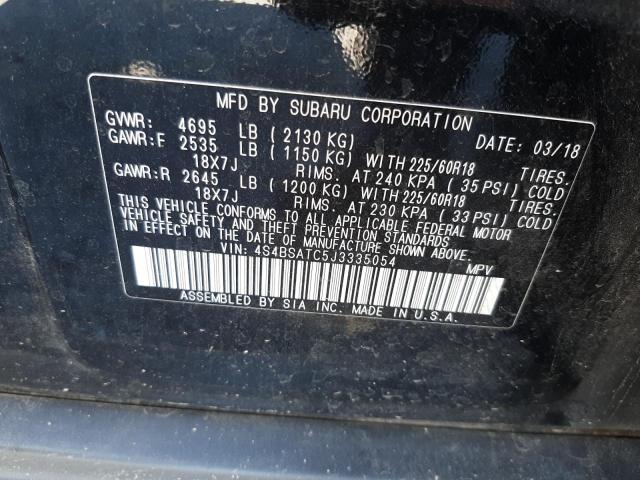 MFD BY SUBARU CORPORATION
GVWR: 4695 LB (2130 KG) DATE: 03/18
GAWR:F 2535 LB (1150 KG) WITH 225/60R18 TIRES.
18X7J RIMS. AT 240 KPA (35 PSI) COLD
GAWR:R 2645 LB (1200 KG) WITH 225/60R18 TIRES.
18X7J RIMS. AT 230 KPA (33 PSI) COLD
THIS VEHICLE CONFORMS TO ALL APPLICABLE FEDERAL MOTOR
VEHICLE SAFETY AND THEFT PREVENTION STANDARDS
IN EFFECT ON THE DATE OF MANUFACTURE SHOWN ABOVE.
VIN: 4S4BSATC5J3335054 MPV
ASSEMBLED BY SIA INC. MADE IN U.S.A.